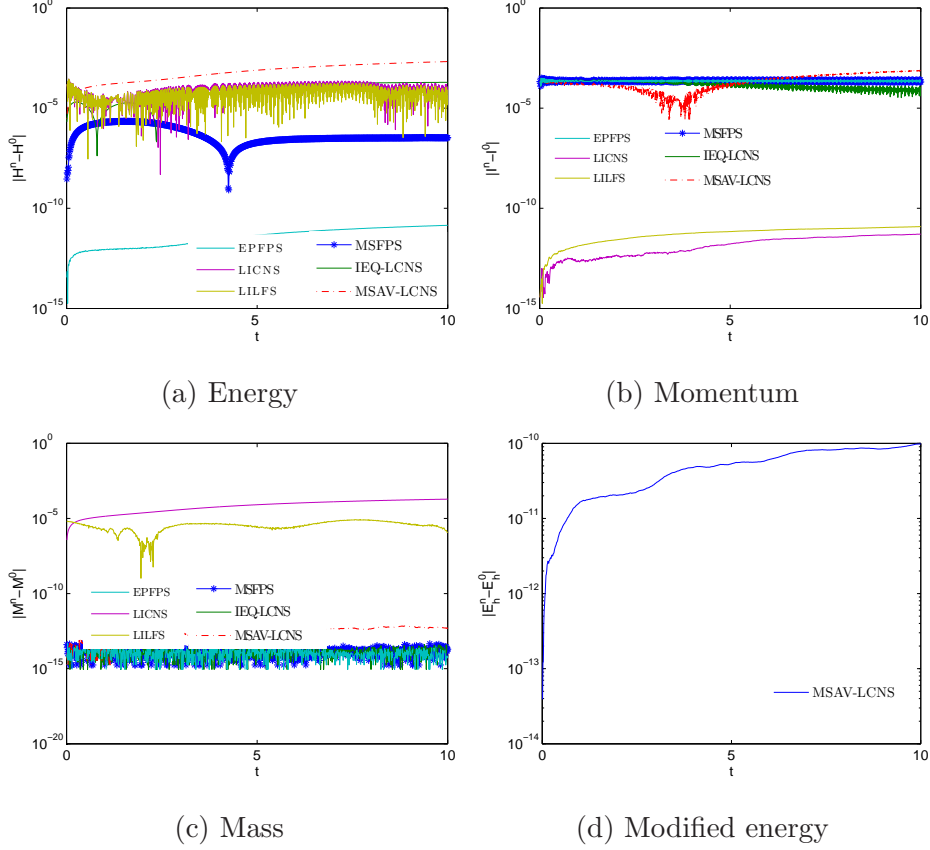 10^0
10^-5
10^-10
10^-15
|H^n−H^0|
EPFPS
LICNS
LILFS
MSFPS
IEQ-LCNS
MSAV-LCNS
0
5
10
t
(a) Energy
10^0
10^-5
10^-10
10^-15
|I^n−I^0|
EPFPS
LICNS
LILFS
MSFPS
IEQ-LCNS
MSAV-LCNS
0
5
10
t
(b) Momentum
10^0
10^-5
10^-10
10^-15
10^-20
|M^n−M^0|
EPFPS
LICNS
LILFS
MSFPS
IEQ-LCNS
MSAV-LCNS
0
5
10
t
(c) Mass
10^-10
10^-11
10^-12
10^-13
10^-14
|E_h^n−E_h^0|
MSAV-LCNS
0
5
10
t
(d) Modified energy